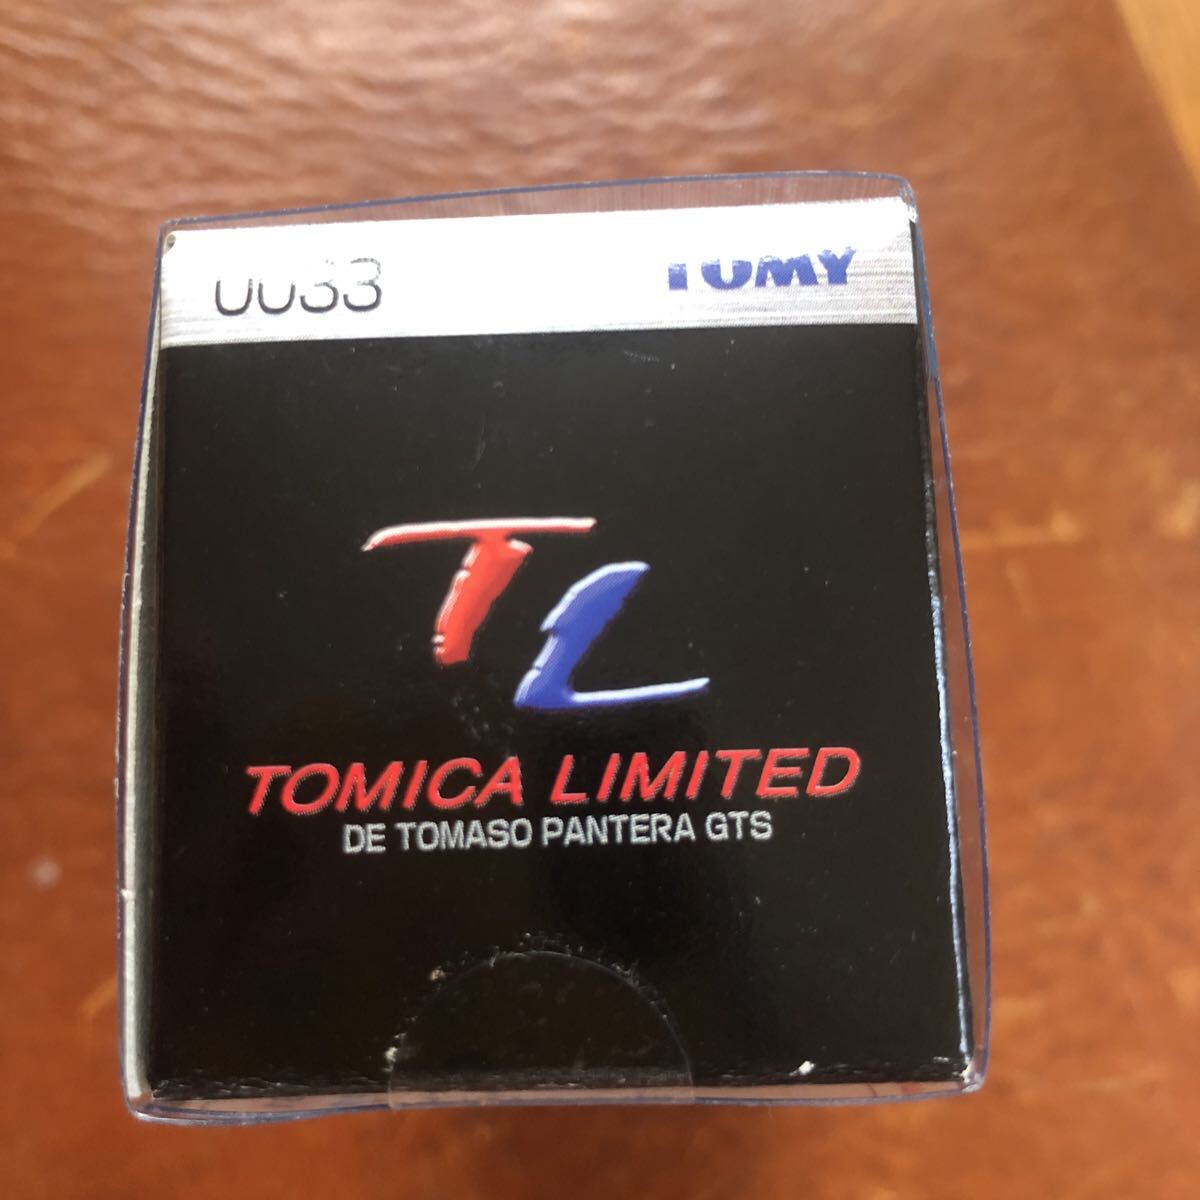 0033 TOMY
TL
TOMICA LIMITED
DE TOMASO PANTERA GTS